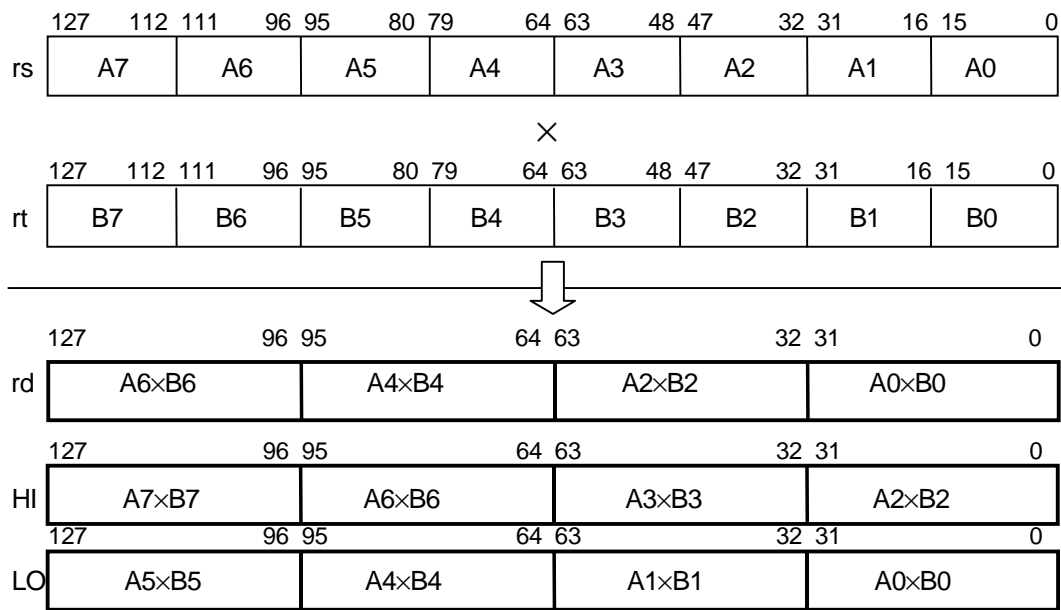 127 112 111 96 95 80 79 64 63 48 47 32 31 16 15 0
rs A7 A6 A5 A4 A3 A2 A1 A0
×
127 112 111 96 95 80 79 64 63 48 47 32 31 16 15 0
rt B7 B6 B5 B4 B3 B2 B1 B0
127 96 95 64 63 32 31 0
rd A6×B6 A4×B4 A2×B2 A0×B0
127 96 95 64 63 32 31 0
HI A7×B7 A6×B6 A3×B3 A2×B2
127 96 95 64 63 32 31 0
LO A5×B5 A4×B4 A1×B1 A0×B0